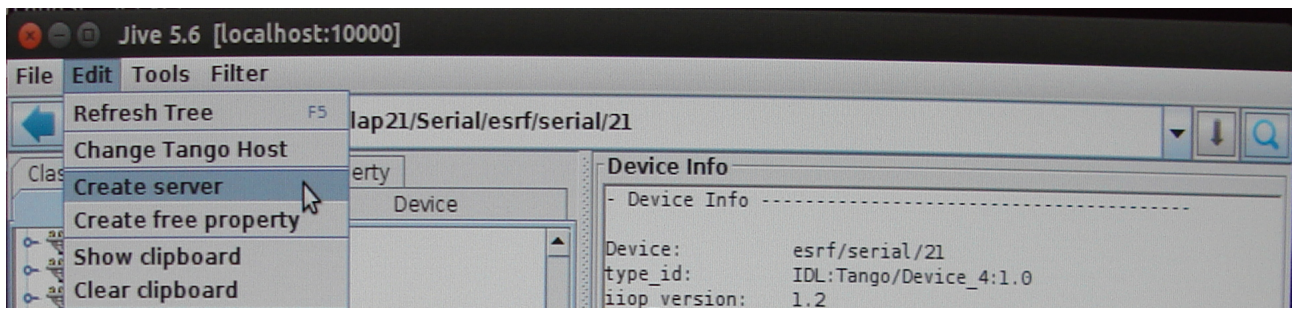 Jive 5.6 [localhost:10000]
File Edit Tools Filter
Refresh Tree F5
lap21/Serial/esrf/serial/21
Change Tango Host
Clas
erty
Device Info
Create server
Device
- Device Info ----------------------------------------
Create free property
Show clipboard
Device: esrf/serial/21
type_id: IDL:Tango/Device_4:1.0
Clear clipboard
iiop version: 1.2